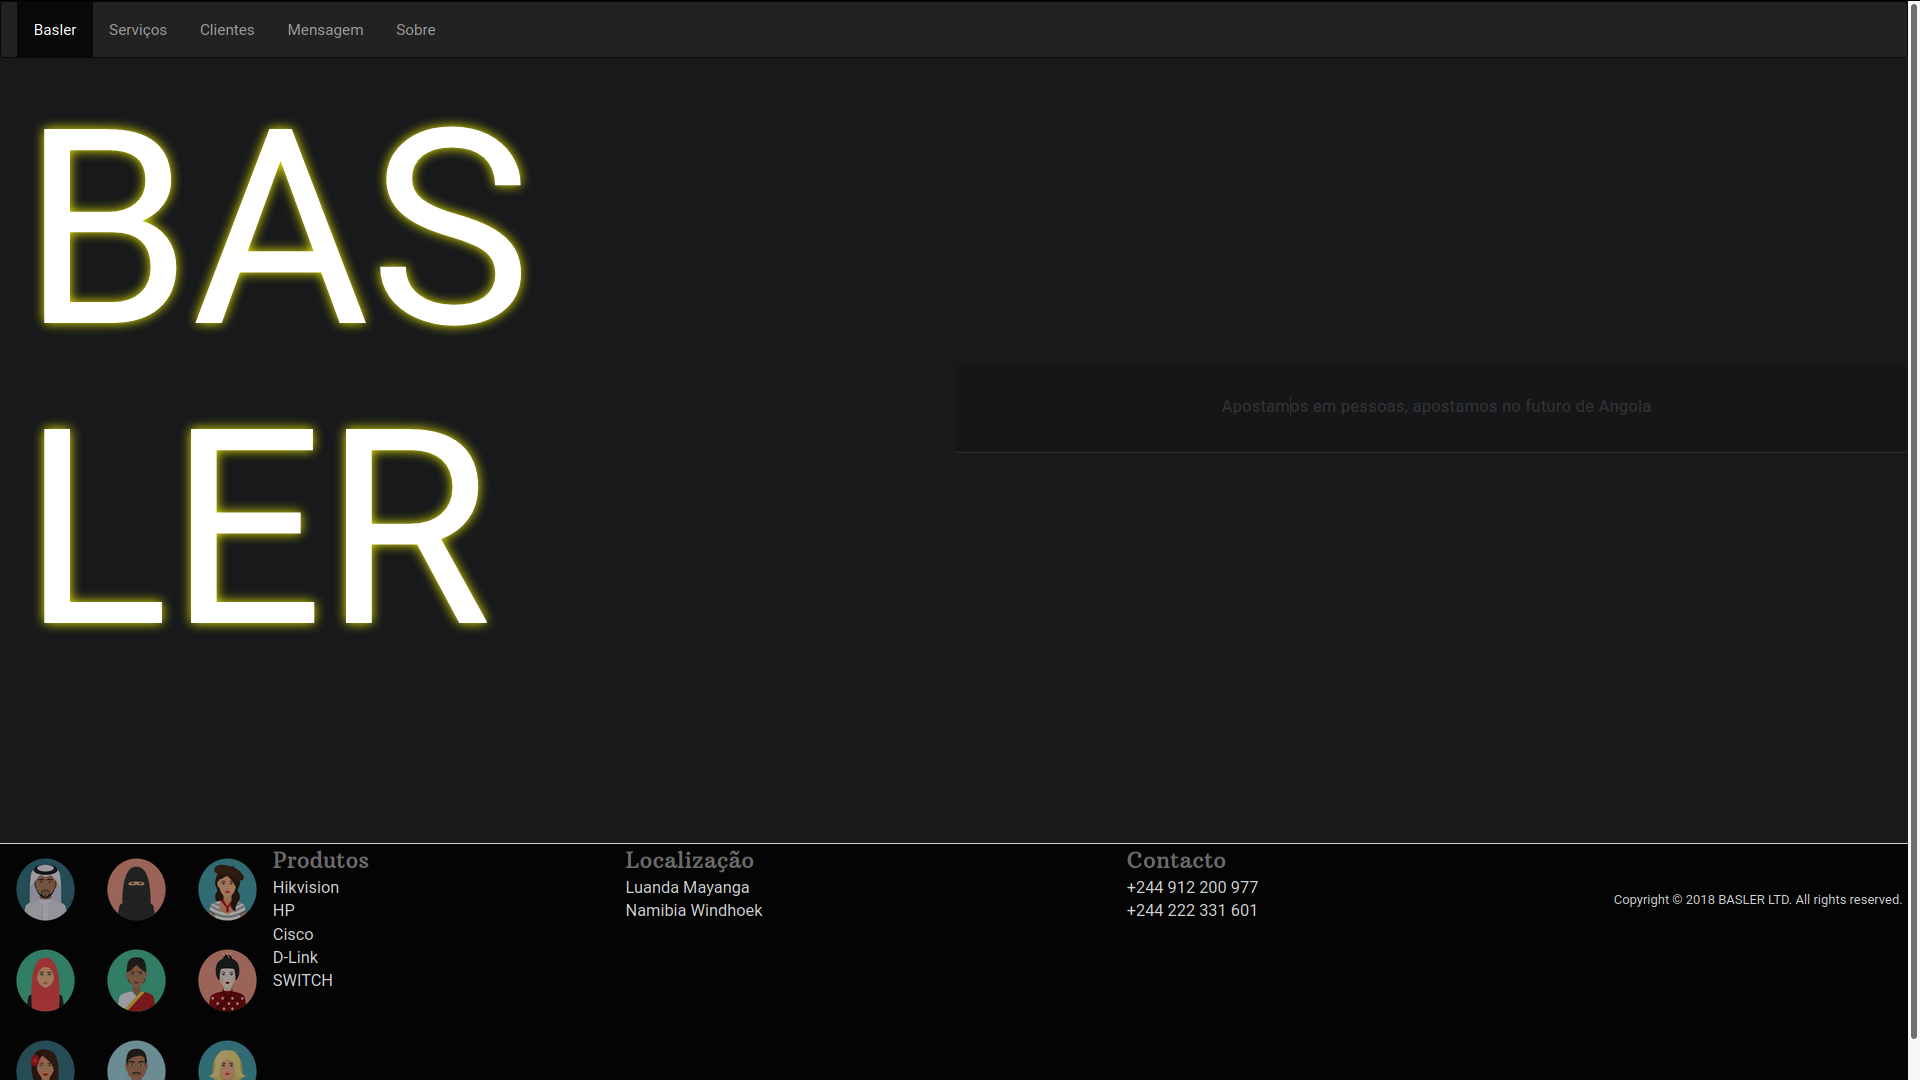 Basler Serviços Clientes Mensagem Sobre
BAS
LER
Apostamos em pessoas, apostamos no futuro de Angola
Produtos
Hikvision
HP
Cisco
D-Link
SWITCH
Localização
Luanda Mayanga
Namibia Windhoek
Contacto
+244 912 200 977
+244 222 331 601
Copyright © 2018 BASLER LTD. All rights reserved.